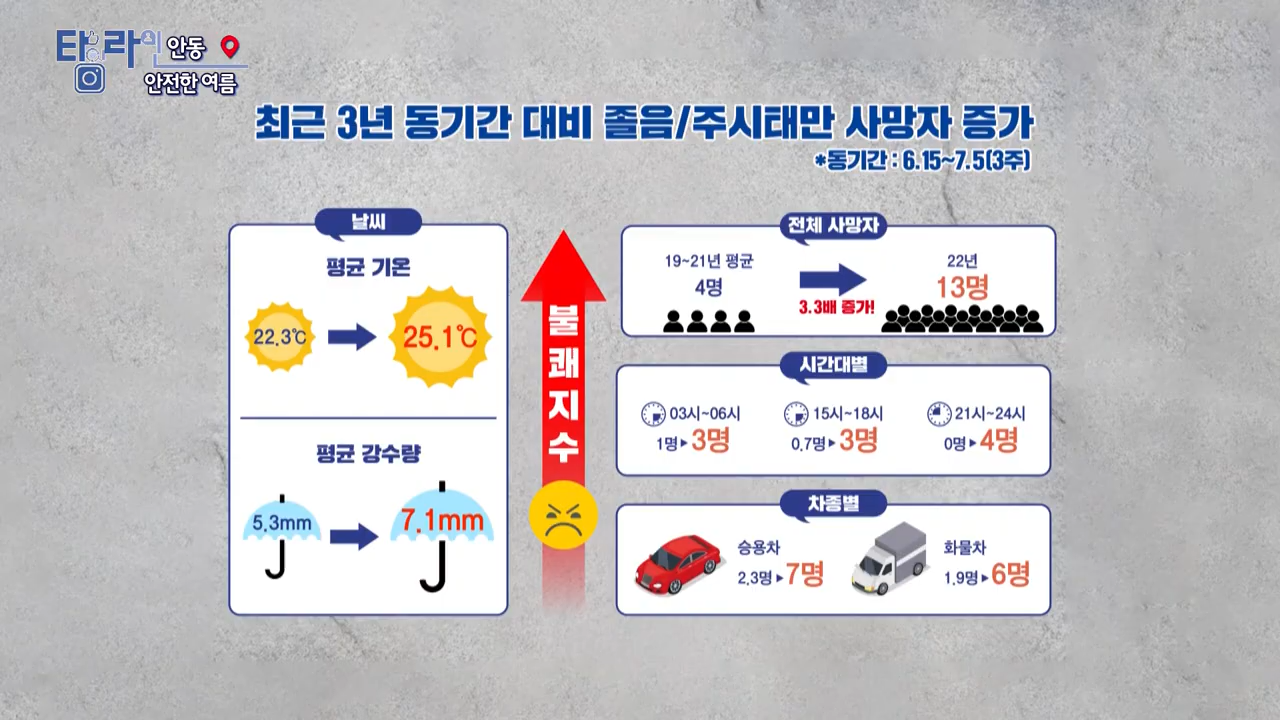 타라의 안동
안전한 여름
최근 3년 동기간 대비 졸음/주시태만 사망자 증가
*동기간 : 6.15~7.5(3주)
날씨
평균 기온
22.3℃
25.1℃
평균 강수량
5.3mm
7.1mm
불쾌지수
전체 사망자
19~21년 평균
4명
3.3배 증가!
22년
13명
시간대별
03시~06시
1명▶3명
15시~18시
0.7명▶3명
21시~24시
0명▶4명
차종별
승용차
2.3명▶7명
화물차
1.9명▶6명